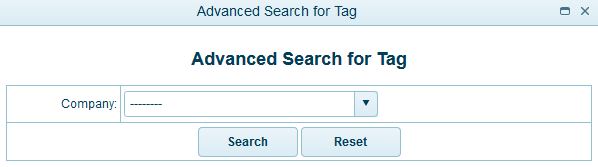 Advanced Search for Tag
Advanced Search for Tag
Company: --------
Search Reset